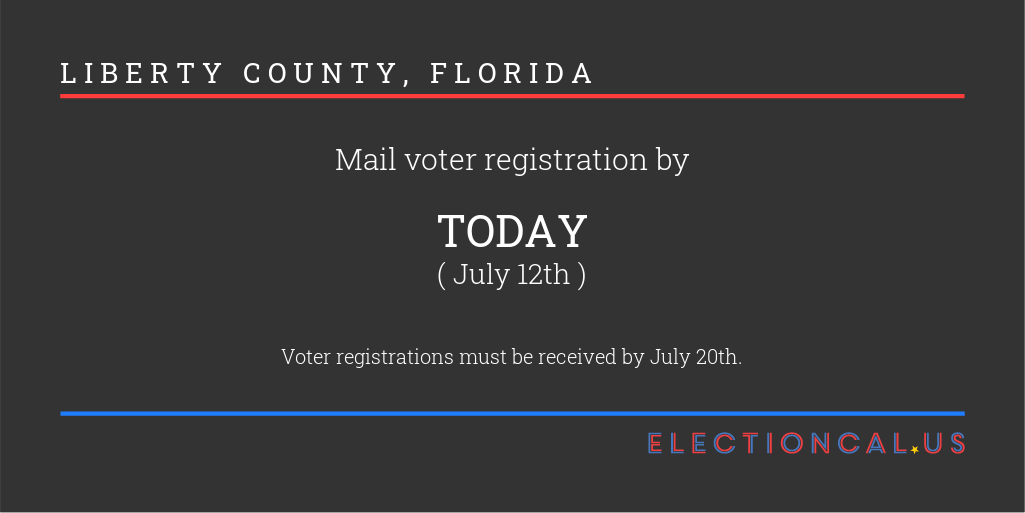 LIBERTY COUNTY, FLORIDA
Mail voter registration by
TODAY
( July 12th )
Voter registrations must be received by July 20th.
ELECTIONCAL.US